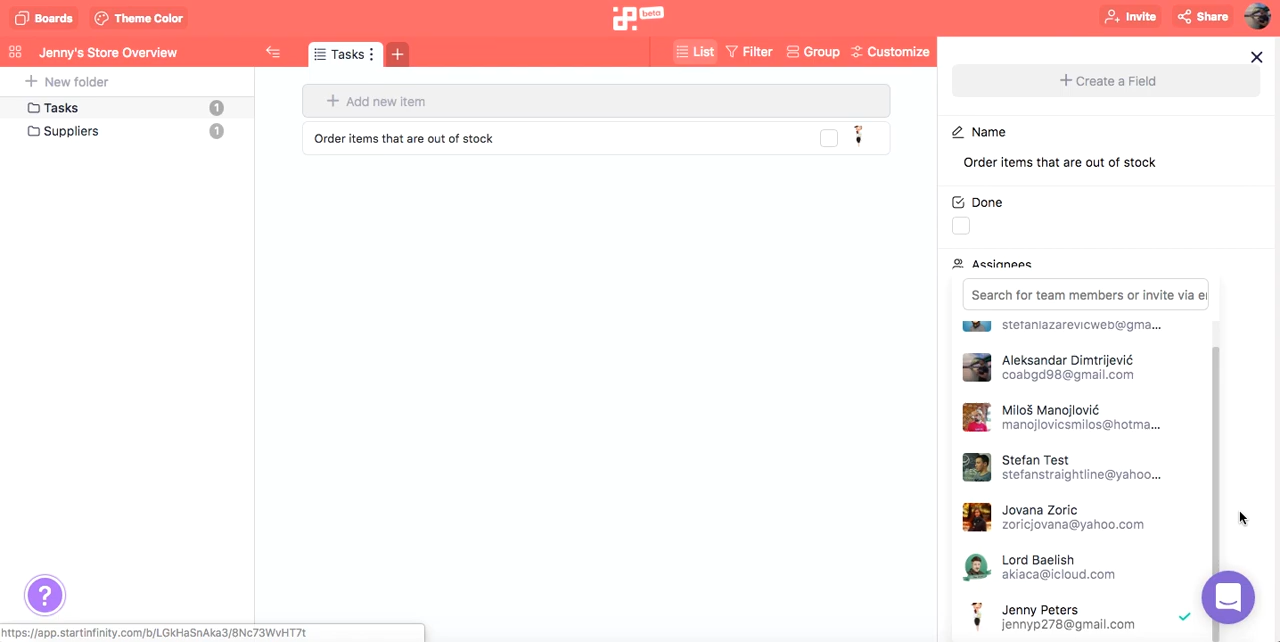 Boards
Theme Color
beta
Invite
Share
Jenny's Store Overview
Tasks
List
Filter
Group
Customize
New folder
Tasks 1
Suppliers 1
Add new item
Order items that are out of stock
Create a Field
Name
Order items that are out of stock
Done
Assignees
Search for team members or invite via e
stefanlazarevicweb@gma...
Aleksandar Dimtrijević
coabgd98@gmail.com
Miloš Manojlović
manojlovicsmilos@hotma...
Stefan Test
stefanstraightline@yahoo...
Jovana Zoric
zoricjovana@yahoo.com
Lord Baelish
akiaca@icloud.com
Jenny Peters
jennyp278@gmail.com
?
https://app.startinfinity.com/b/LGkHaSnAka3/8Nc73WvHT7t